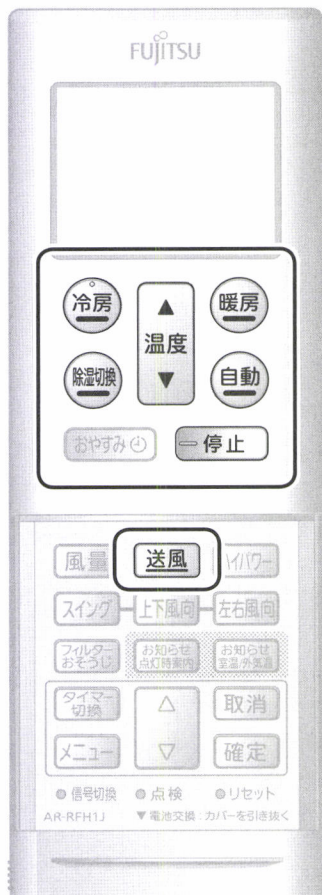 FUJITSU
冷房 ▲ 暖房
温度
除湿切換 ▼ 自動
おやすみ 停止
風量 送風 ハイパワー
スイング 上下風向 左右風向
フィルター お知らせ お知らせ
おそうじ 点灯時案内 室温/外気温
タイマー △ 取消
切換
メニュー ▽ 確定
信号切換 点検 リセット
AR-RFH1J ▼電池交換:カバーを引き抜く